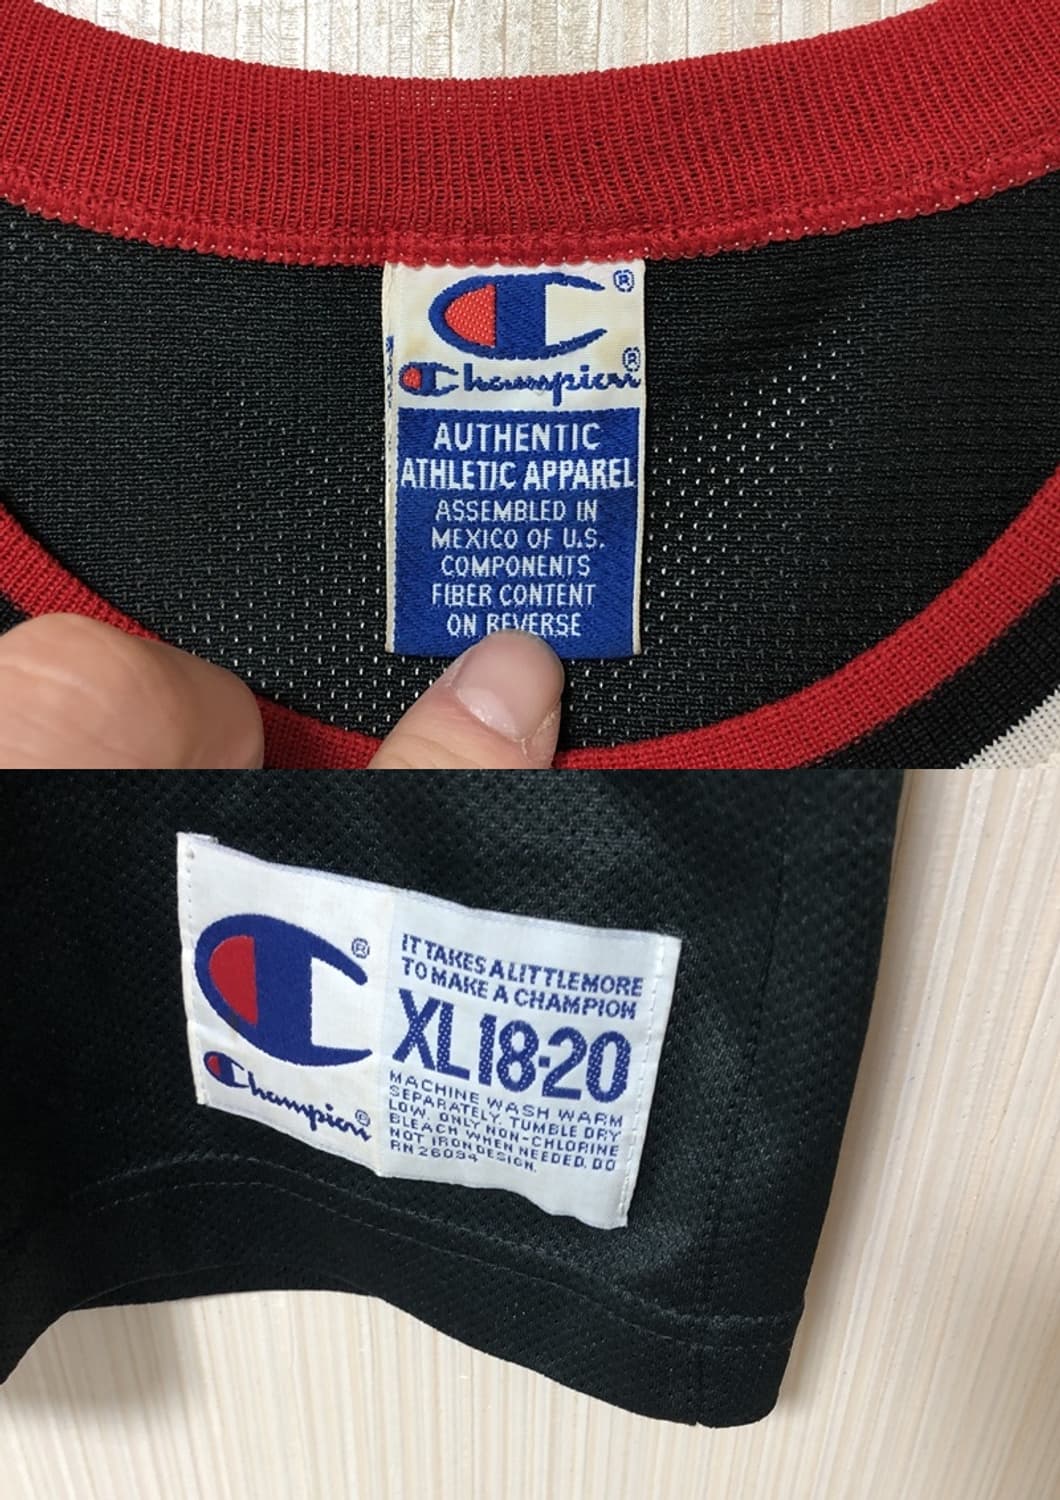 ®
Champion®
AUTHENTIC
ATHLETIC APPAREL
ASSEMBLED IN
MEXICO OF U.S.
COMPONENTS
FIBER CONTENT
ON REVERSE
®
Champion®
IT TAKES A LITTLE MORE
TO MAKE A CHAMPION
XL 18-20
MACHINE WASH WARM
SEPARATELY. TUMBLE DRY
LOW. ONLY NON-CHLORINE
BLEACH WHEN NEEDED. DO
NOT IRON DESIGN.
RN 26094